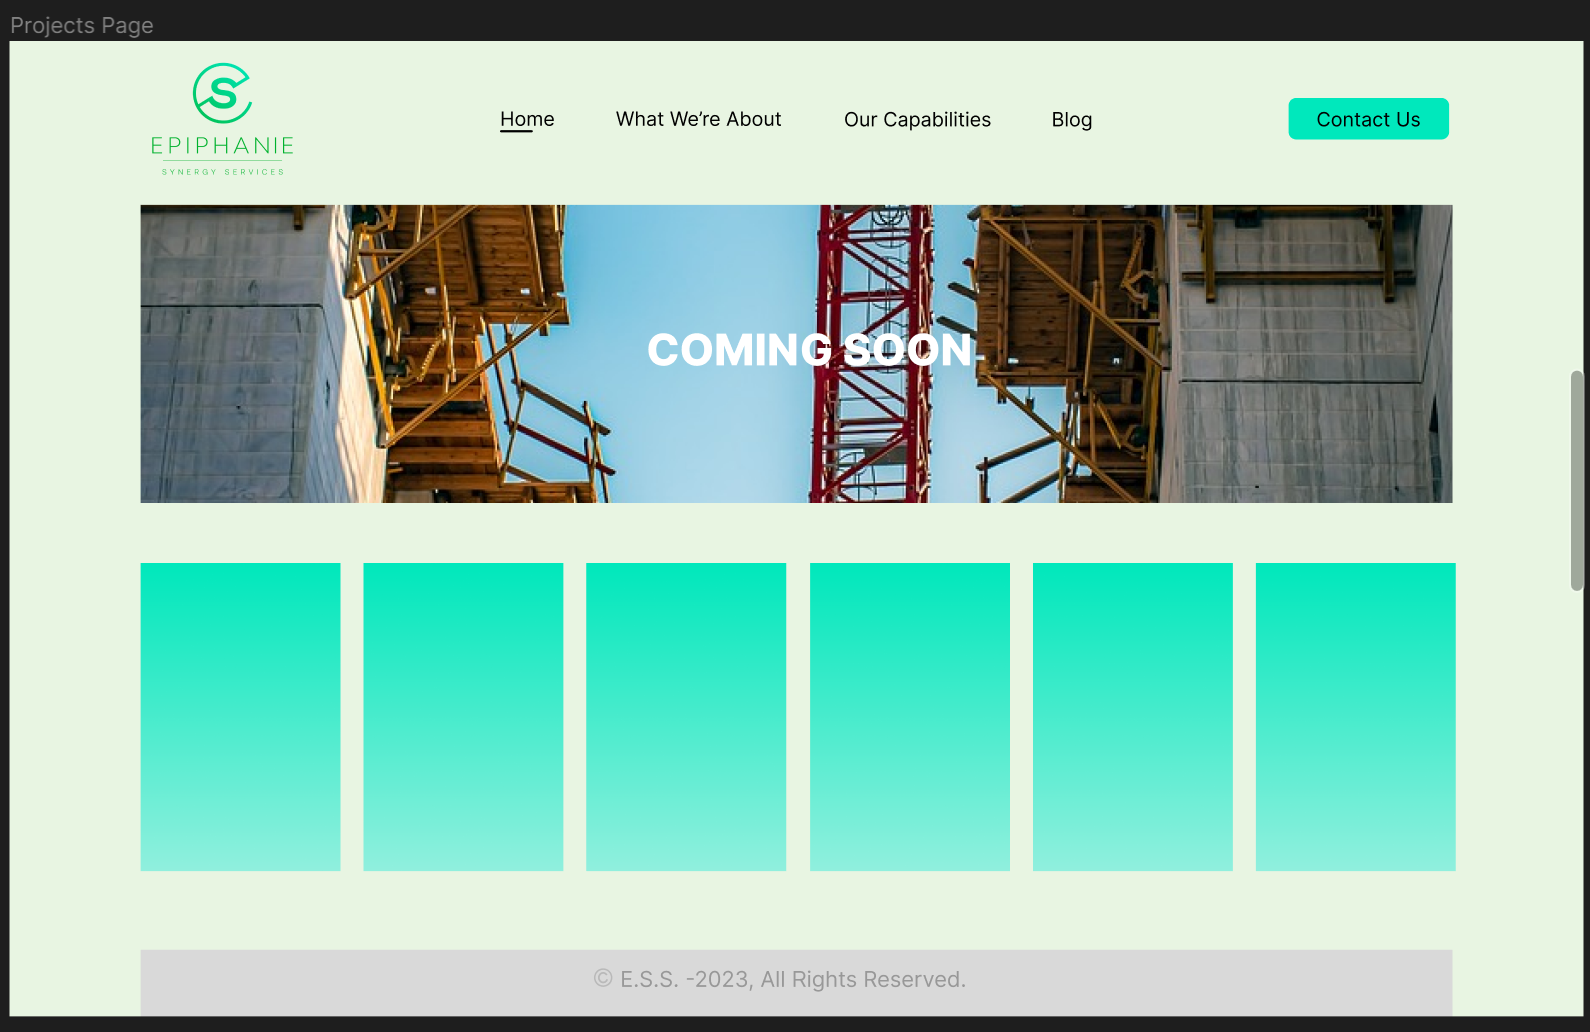 Projects Page
S
EPIPHANIE
SYNERGY SERVICES
Home
What We’re About
Our Capabilities
Blog
Contact Us
COMING SOON
© E.S.S. -2023, All Rights Reserved.